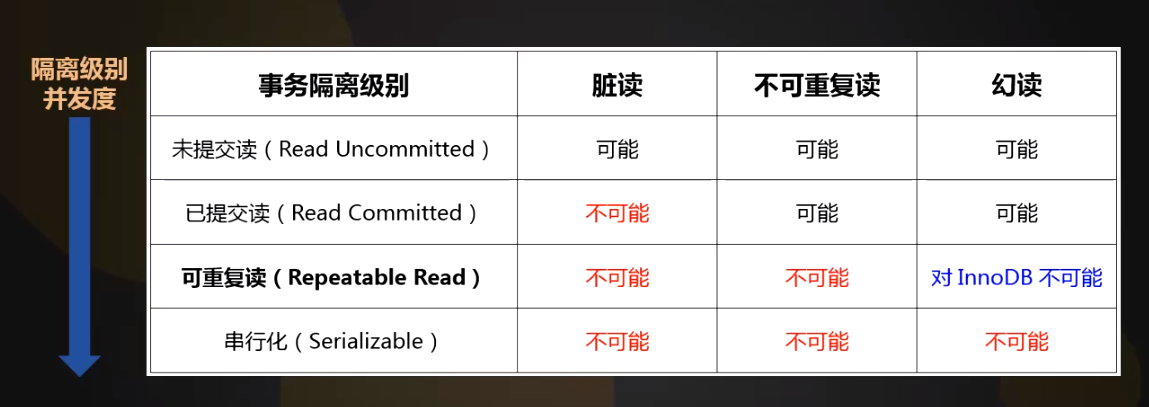 隔离级别
并发度
事务隔离级别 脏读 不可重复读 幻读
未提交读（Read Uncommitted） 可能 可能 可能
已提交读（Read Committed） 不可能 可能 可能
可重复读（Repeatable Read） 不可能 不可能 对 InnoDB 不可能
串行化（Serializable） 不可能 不可能 不可能